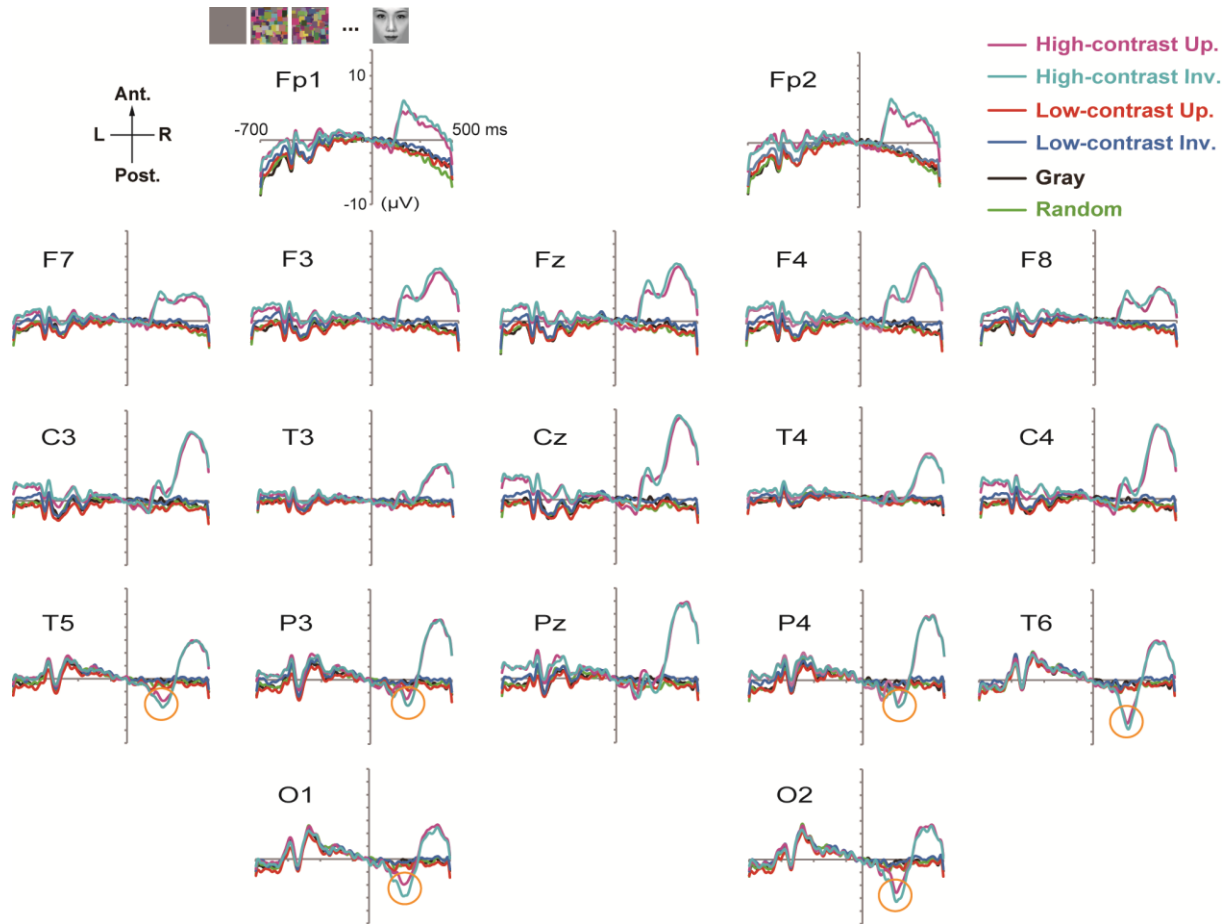 ...
Fp1
10
-700
500 ms
-10 (µV)
Ant.
L
R
Post.
Fp2
High-contrast Up.
High-contrast Inv.
Low-contrast Up.
Low-contrast Inv.
Gray
Random
F7
F3
Fz
F4
F8
C3
T3
Cz
T4
C4
T5
P3
Pz
P4
T6
O1
O2